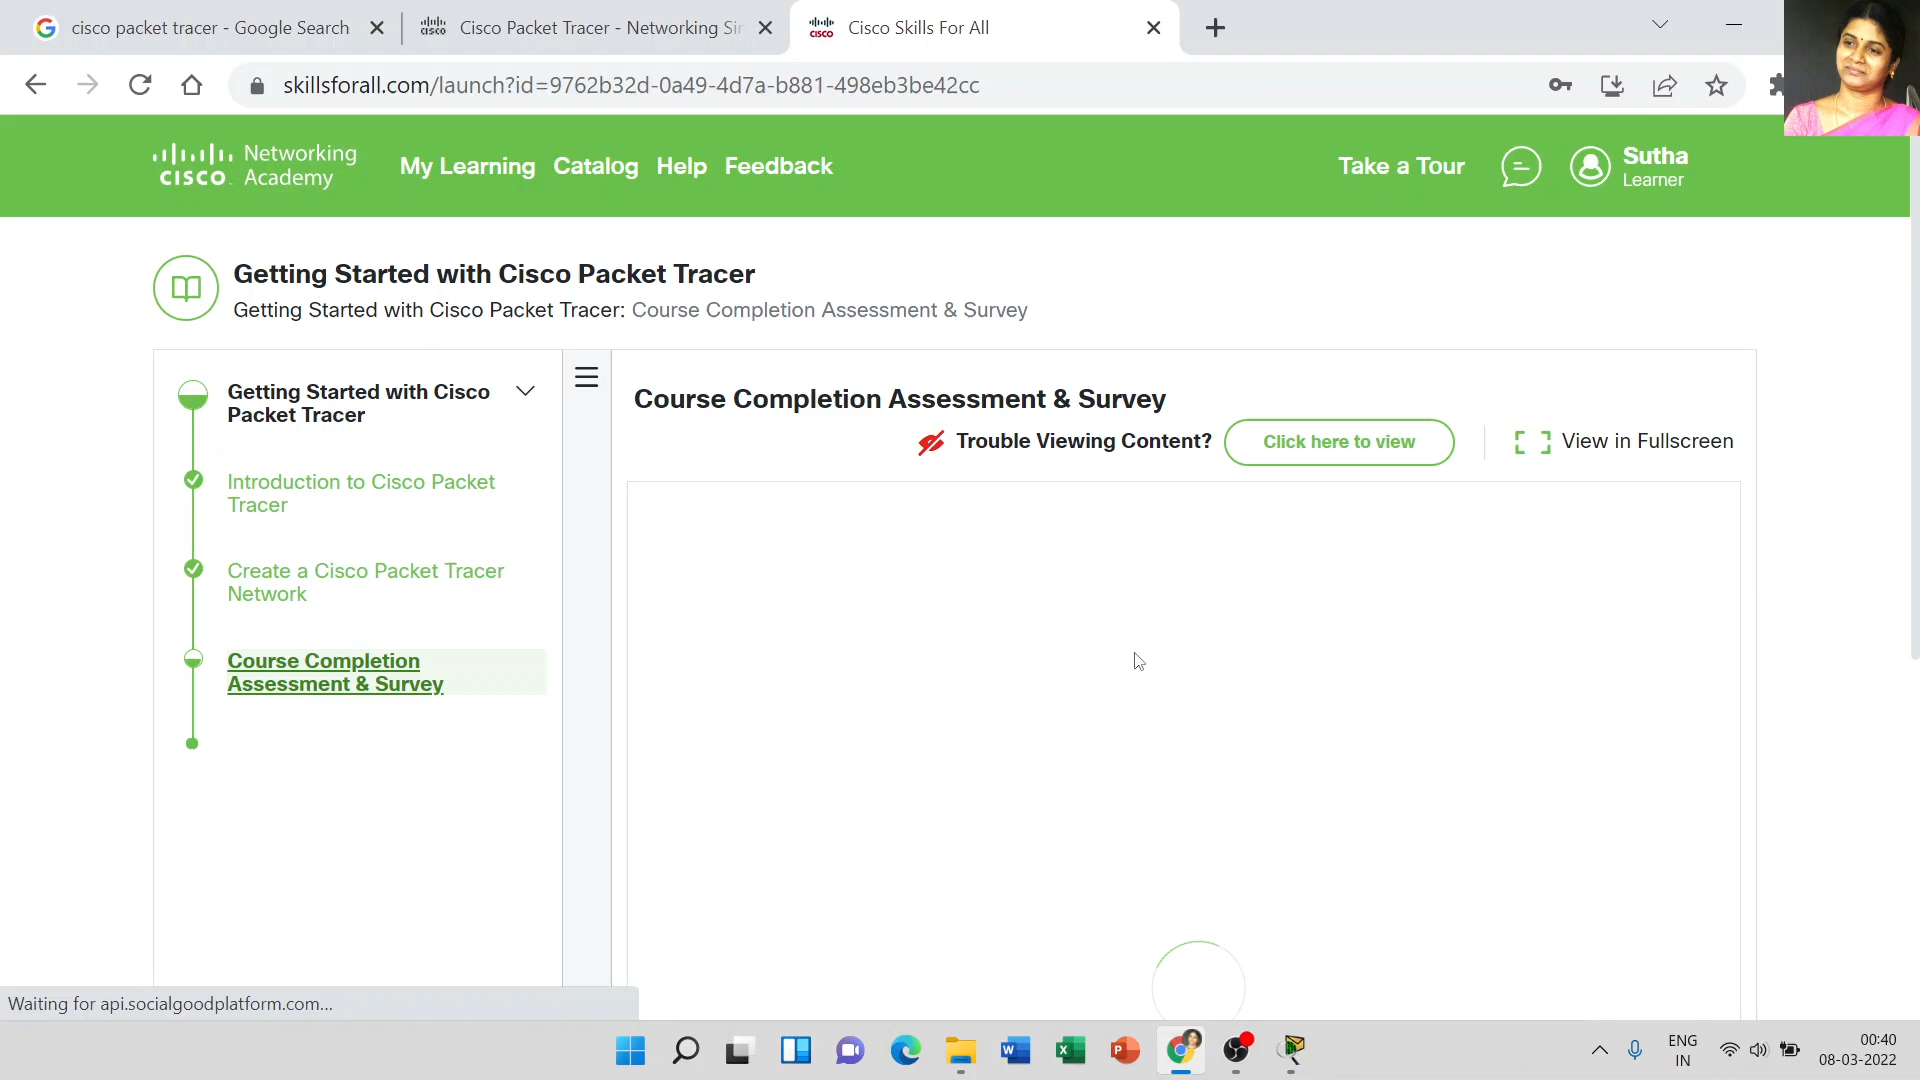 cisco packet tracer - Google Search
Cisco Packet Tracer - Networking Sir
Cisco Skills For All
skillsforall.com/launch?id=9762b32d-0a49-4d7a-b881-498eb3be42cc
CISCO
Networking
Academy
My Learning Catalog Help Feedback
Take a Tour
Sutha
Learner
Getting Started with Cisco Packet Tracer
Getting Started with Cisco Packet Tracer: Course Completion Assessment & Survey
Getting Started with Cisco
Packet Tracer
Introduction to Cisco Packet
Tracer
Create a Cisco Packet Tracer
Network
Course Completion
Assessment & Survey
Course Completion Assessment & Survey
Trouble Viewing Content? Click here to view View in Fullscreen
Waiting for api.socialgoodplatform.com...
ENG
IN
00:40
08-03-2022